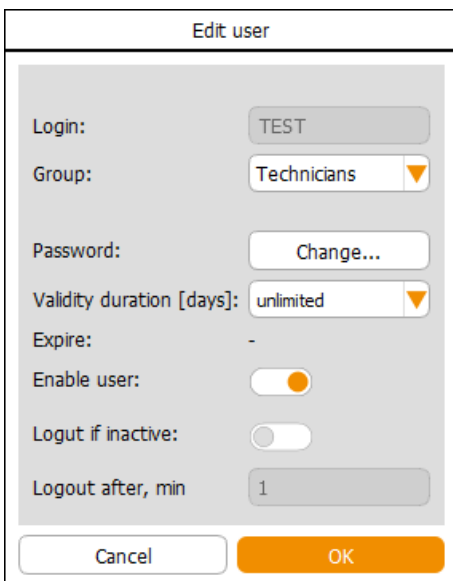 Edit user
Login: TEST
Group: Technicians
Password: Change...
Validity duration [days]: unlimited
Expire: -
Enable user:
Logut if inactive:
Logout after, min 1
Cancel OK